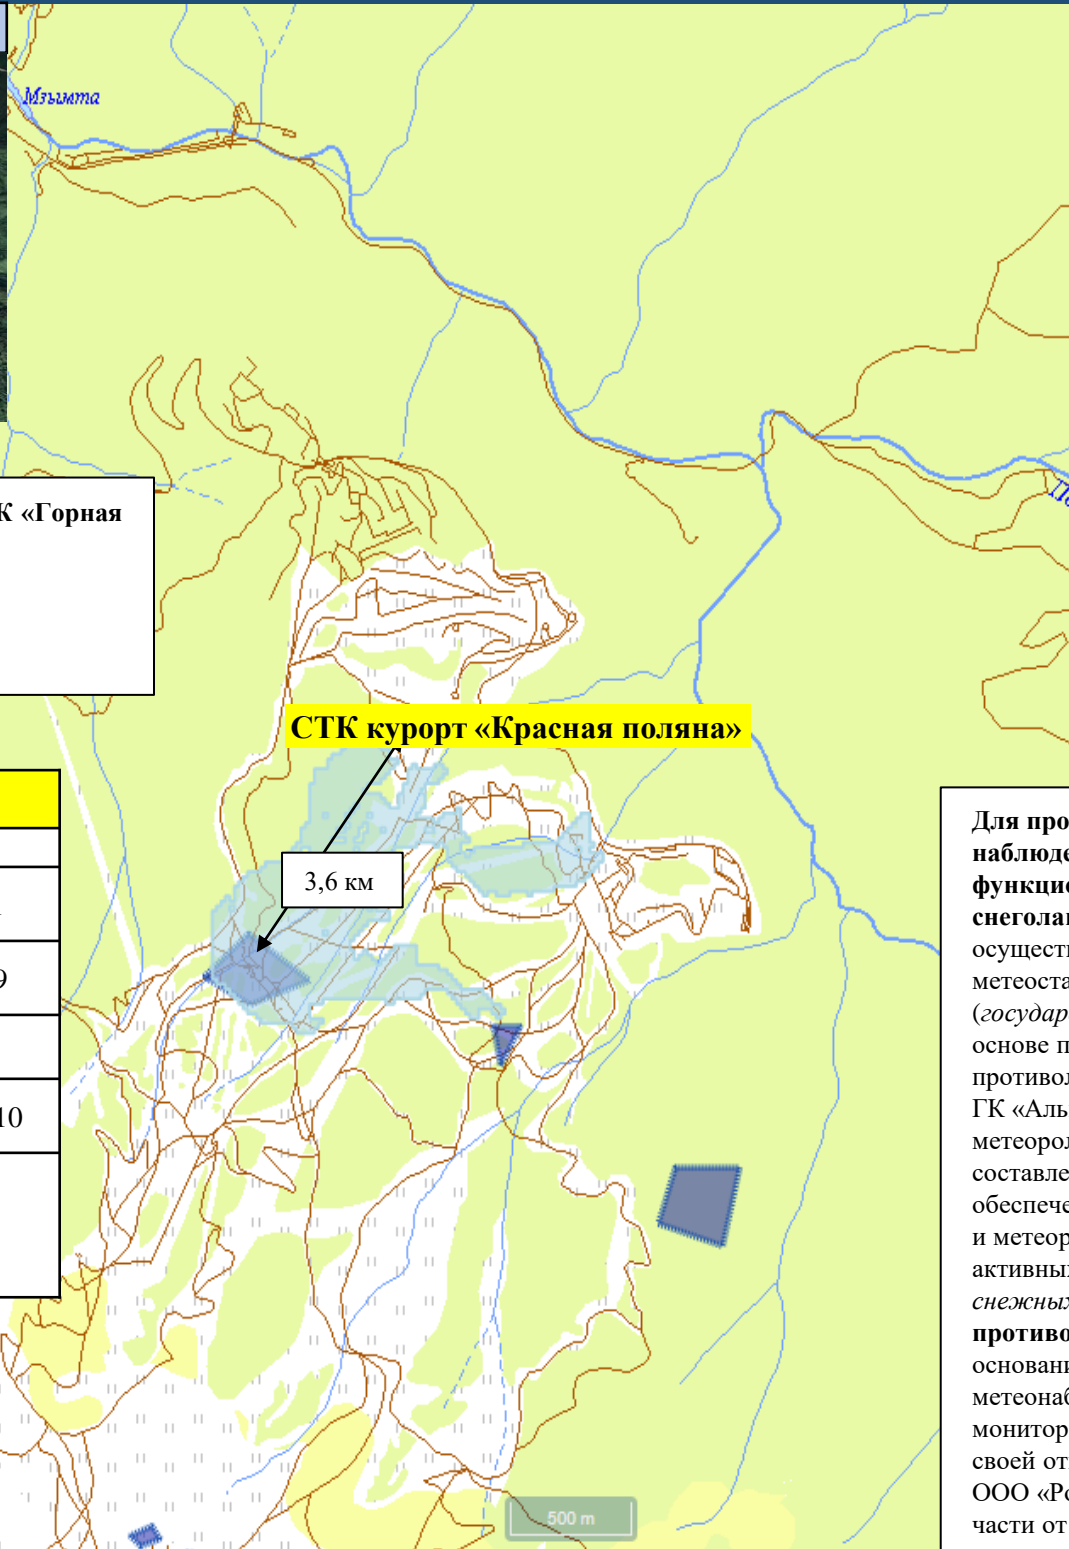 Мзымта
К «Горная
СТК курорт «Красная поляна»
3,6 км
9
10
Для про
наблюде
функцио
снегола
осущест
метеоста
(государ
основе п
противол
ГК «Аль
метеорол
составле
обеспече
и метеор
активны
снежных
противо
основани
метеонаб
монитор
своей от
ООО «Ро
части от
500 m